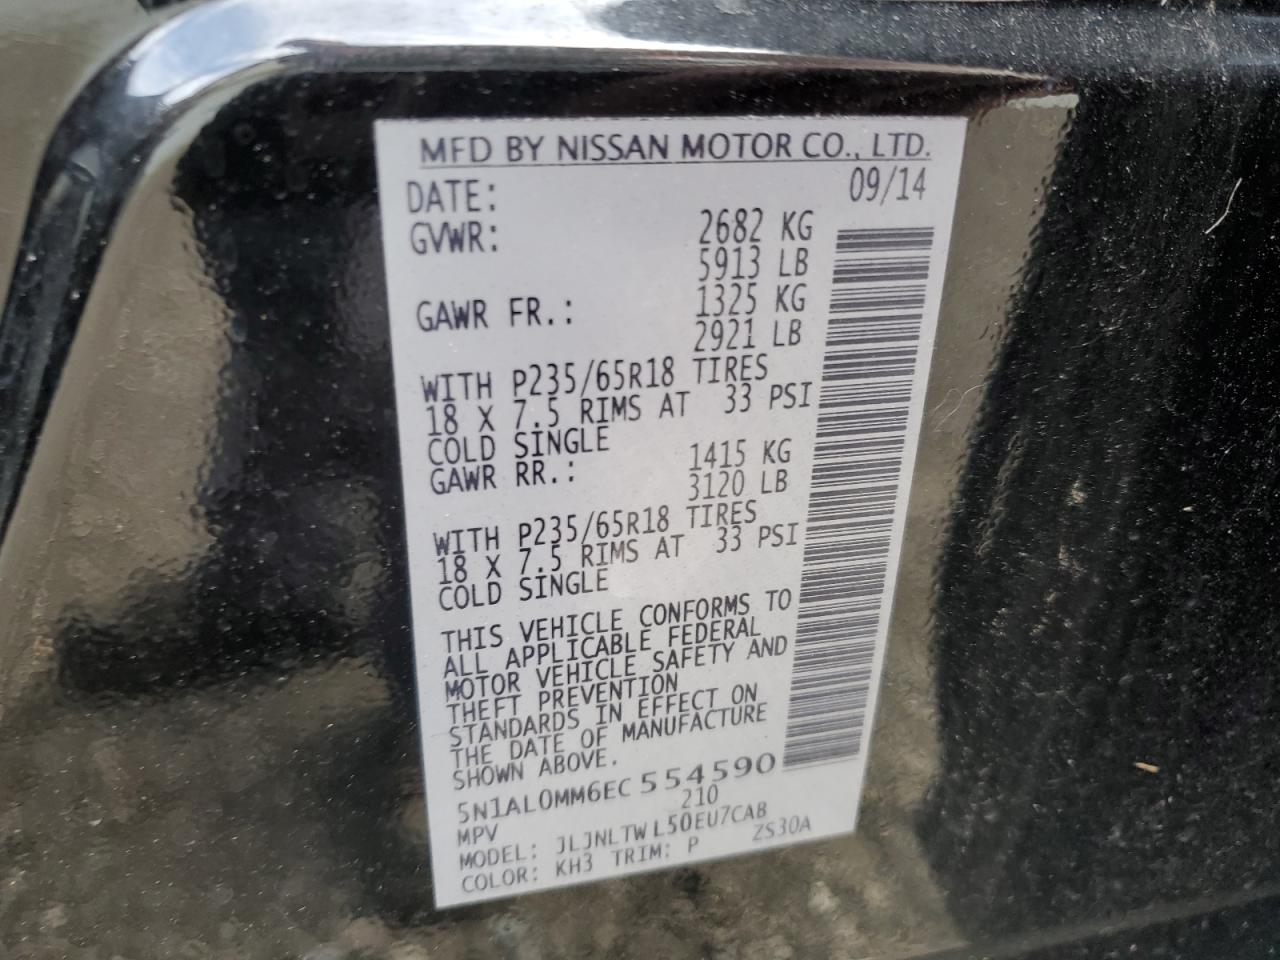 MFD BY NISSAN MOTOR CO., LTD.
DATE: 09/14
GVWR: 2682 KG
5913 LB
GAWR FR.: 1325 KG
2921 LB
WITH P235/65R18 TIRES
18 X 7.5 RIMS AT 33 PSI
COLD SINGLE
GAWR RR.: 1415 KG
3120 LB
WITH P235/65R18 TIRES
18 X 7.5 RIMS AT 33 PSI
COLD SINGLE
THIS VEHICLE CONFORMS TO
ALL APPLICABLE FEDERAL
MOTOR VEHICLE SAFETY AND
THEFT PREVENTION
STANDARDS IN EFFECT ON
THE DATE OF MANUFACTURE
SHOWN ABOVE.
5N1AL0MM6EC554590
MPV 210
MODEL: JLJNLTWL50EU7CAB
COLOR: KH3 TRIM: P ZS30A